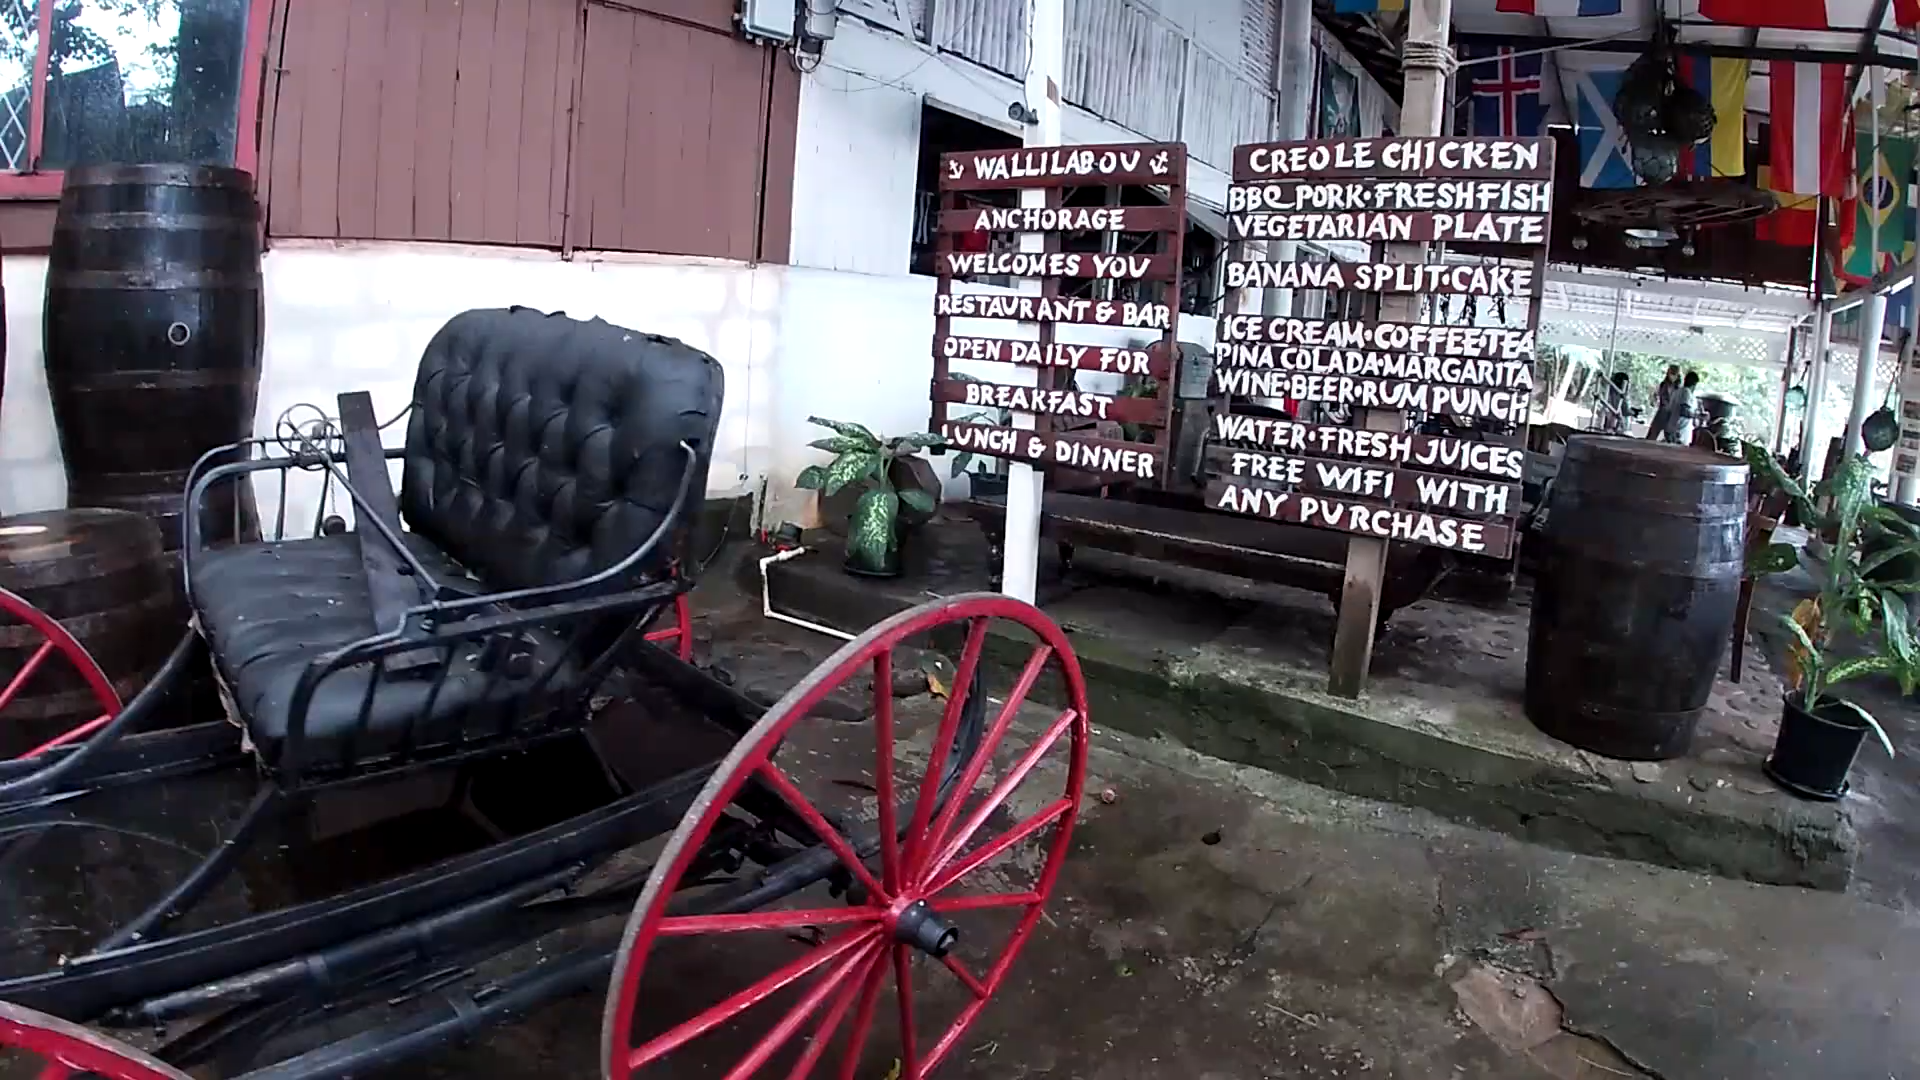 WALLILABOU
ANCHORAGE
WELCOMES YOU
RESTAURANT & BAR
OPEN DAILY FOR
BREAKFAST
LUNCH & DINNER
CREOLE CHICKEN
BBQ PORK·FRESH FISH
VEGETARIAN PLATE
BANANA SPLIT·CAKE
ICE CREAM·COFFEE·TEA
PINA COLADA·MARGARITA
WINE·BEER·RUM PUNCH
WATER·FRESH JUICES
FREE WIFI WITH
ANY PURCHASE